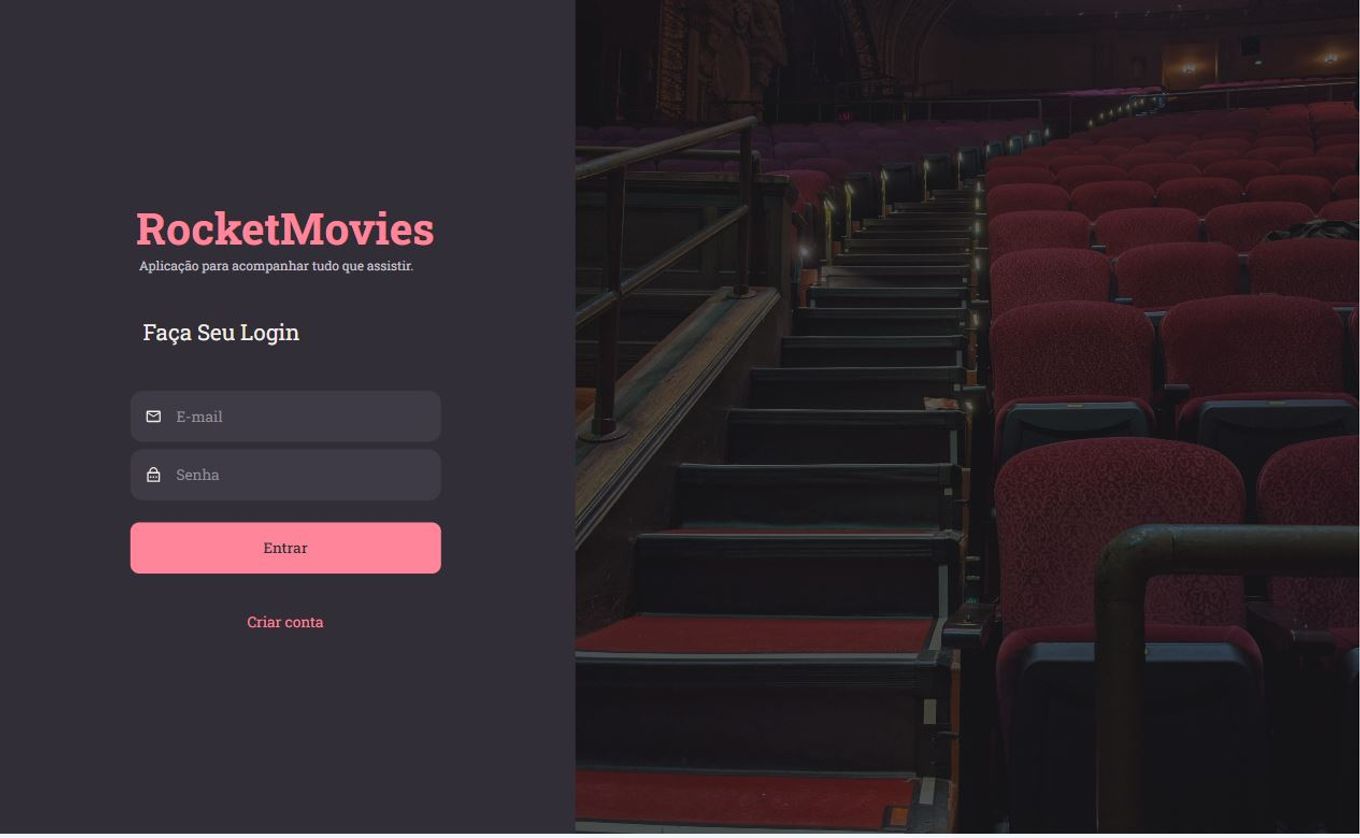 RocketMovies
Aplicação para acompanhar tudo que assistir.
Faça Seu Login
E-mail
Senha
Entrar
Criar conta